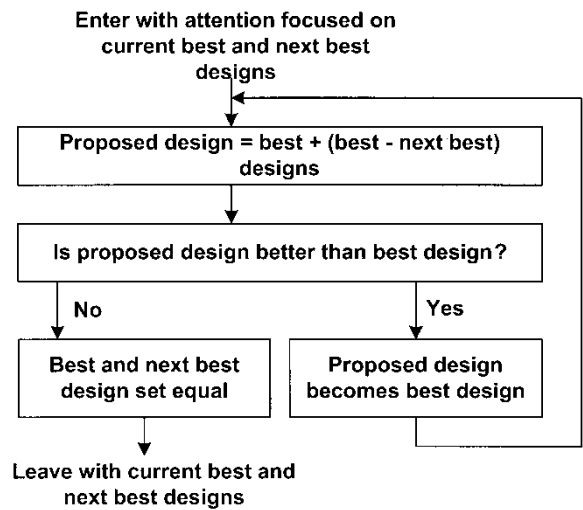 Enter with attention focused on
current best and next best
designs
Proposed design = best + (best - next best)
designs
Is proposed design better than best design?
No
Yes
Best and next best
design set equal
Proposed design
becomes best design
Leave with current best and
next best designs